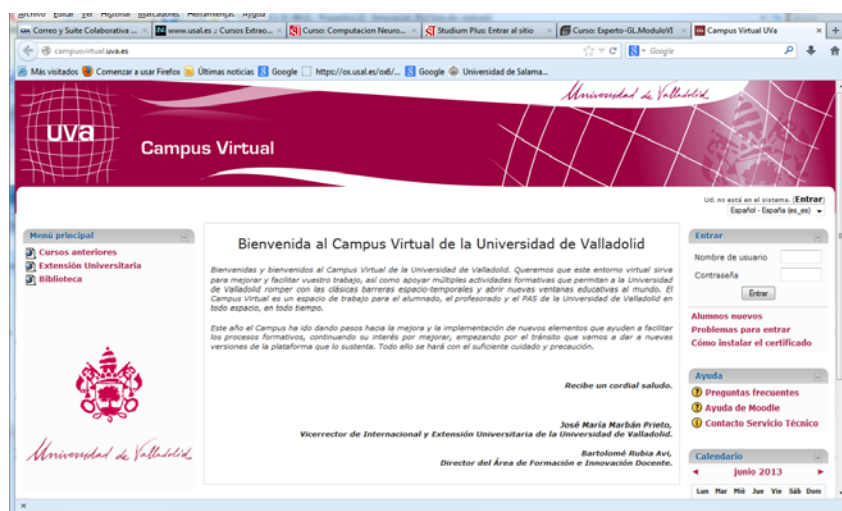 Archivo Editar Ver Historial Marcadores Herramientas Ayuda
Correo y Suite Colaborativa ... × www.usal.es .: Cursos Extrao... × Curso: Computacion Neuro... × Studium Plus: Entrar al sitio × Curso: Experto-GL.ModuloVI × Campus Virtual UVa × +
campusvirtual.uva.es
Google
Más visitados Comenzar a usar Firefox Últimas noticias Google https://ox.usal.es/ox6/... Google Universidad de Salama...
Universidad de Valladolid
UVa
Campus Virtual
Ud. no está en el sistema. (Entrar)
Español - España (es_es)
Menú principal
Cursos anteriores
Extensión Universitaria
Biblioteca
Universidad de Valladolid
Bienvenida al Campus Virtual de la Universidad de Valladolid
Bienvenidas y bienvenidos al Campus Virtual de la Universidad de Valladolid. Queremos que este entorno virtual sirva
para mejorar y facilitar vuestro trabajo, así como apoyar múltiples actividades formativas que permitan a la Universidad
de Valladolid romper con las clásicas barreras espacio-temporales y abrir nuevas ventanas educativas al mundo. El
Campus Virtual es un espacio de trabajo para el alumnado, el profesorado y el PAS de la Universidad de Valladolid en
todo espacio, en todo tiempo.
Este año el Campus ha ido dando pasos hacia la mejora y la implementación de nuevos elementos que ayuden a facilitar
los procesos formativos, continuando su interés por mejorar, empezando por el tránsito que vamos a dar a nuevas
versiones de la plataforma que lo sustenta. Todo ello se hará con el suficiente cuidado y precaución.
Recibe un cordial saludo.
José María Marbán Prieto,
Vicerrector de Internacional y Extensión Universitaria de la Universidad de Valladolid.
Bartolomé Rubia Avi,
Director del Área de Formación e Innovación Docente.
Entrar
Nombre de usuario
Contraseña
Entrar
Alumnos nuevos
Problemas para entrar
Cómo instalar el certificado
Ayuda
Preguntas frecuentes
Ayuda de Moodle
Contacto Servicio Técnico
Calendario
◄ junio 2013 ►
Lun Mar Mié Jue Vie Sáb Dom
×